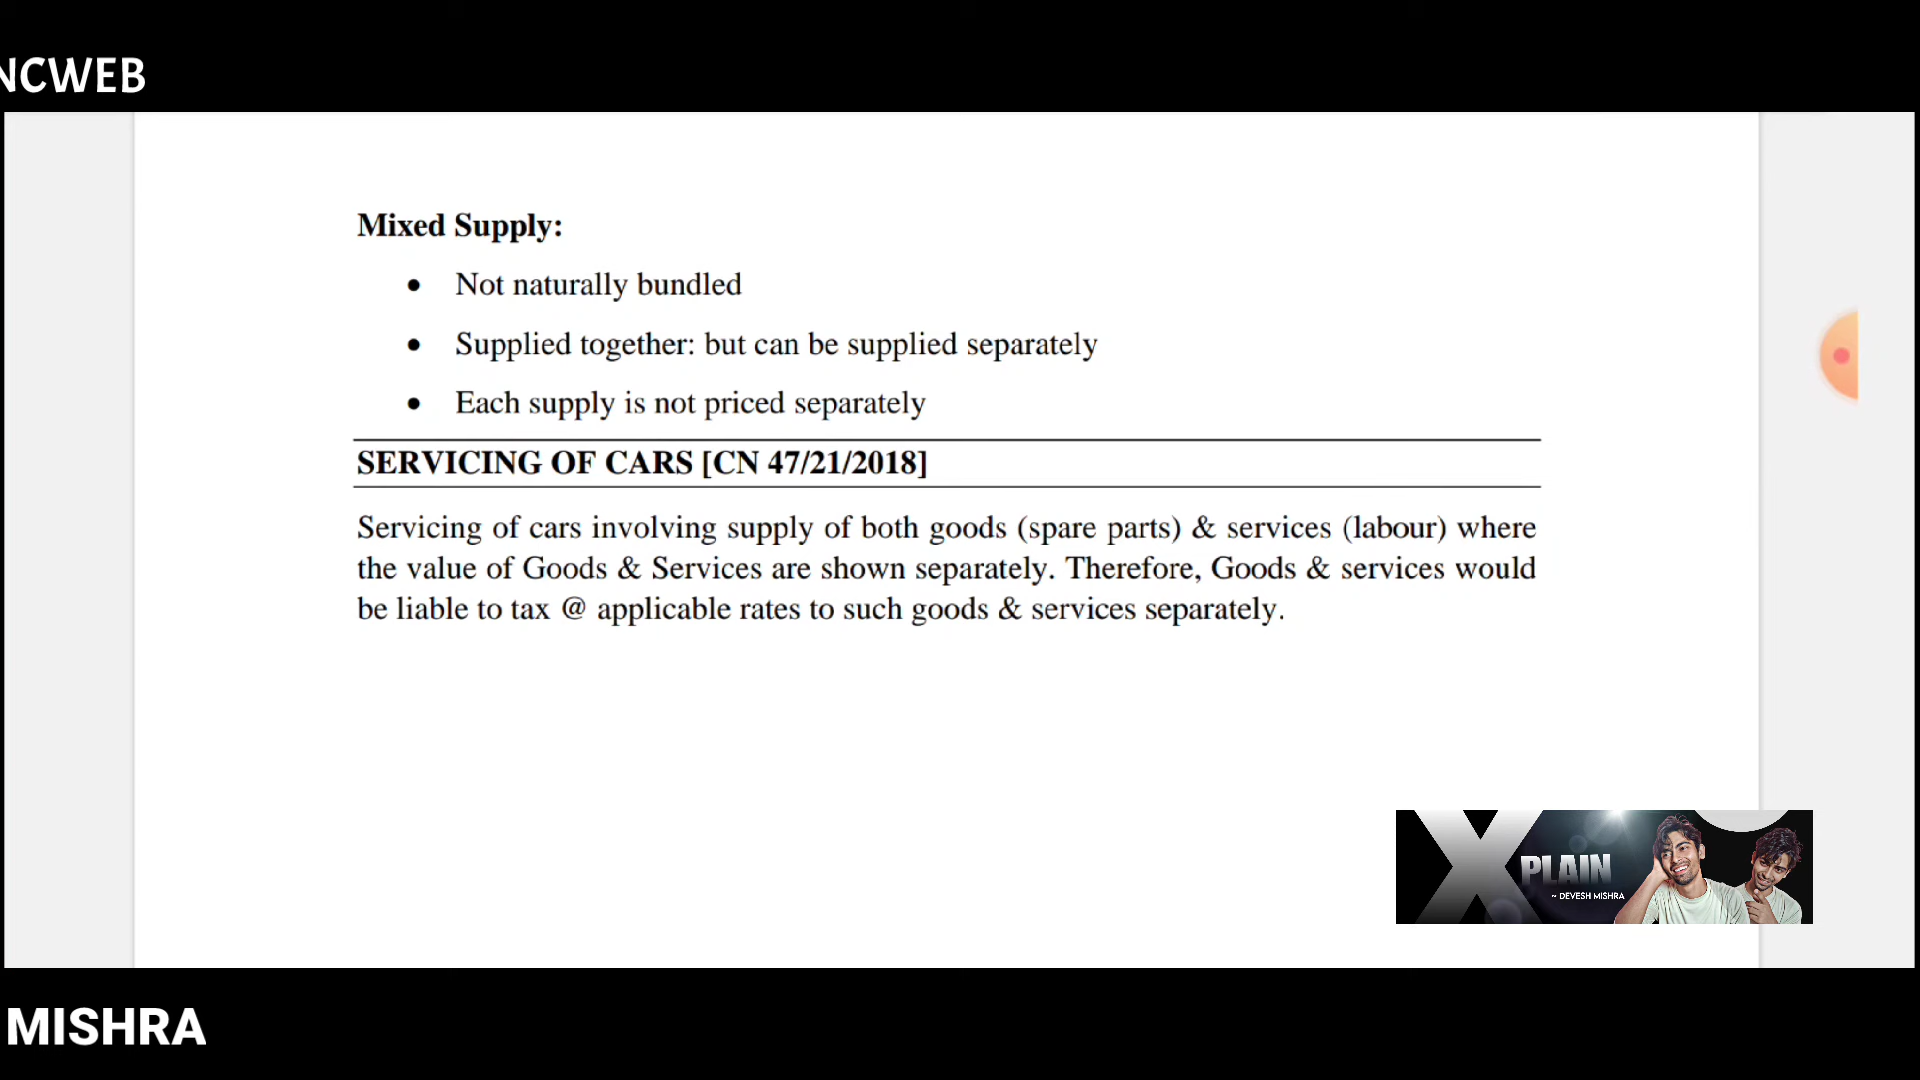 NCWEB
Mixed Supply:
• Not naturally bundled
• Supplied together: but can be supplied separately
• Each supply is not priced separately
SERVICING OF CARS [CN 47/21/2018]
Servicing of cars involving supply of both goods (spare parts) & services (labour) where
the value of Goods & Services are shown separately. Therefore, Goods & services would
be liable to tax @ applicable rates to such goods & services separately.
X PLAIN
~ DEVESH MISHRA
MISHRA